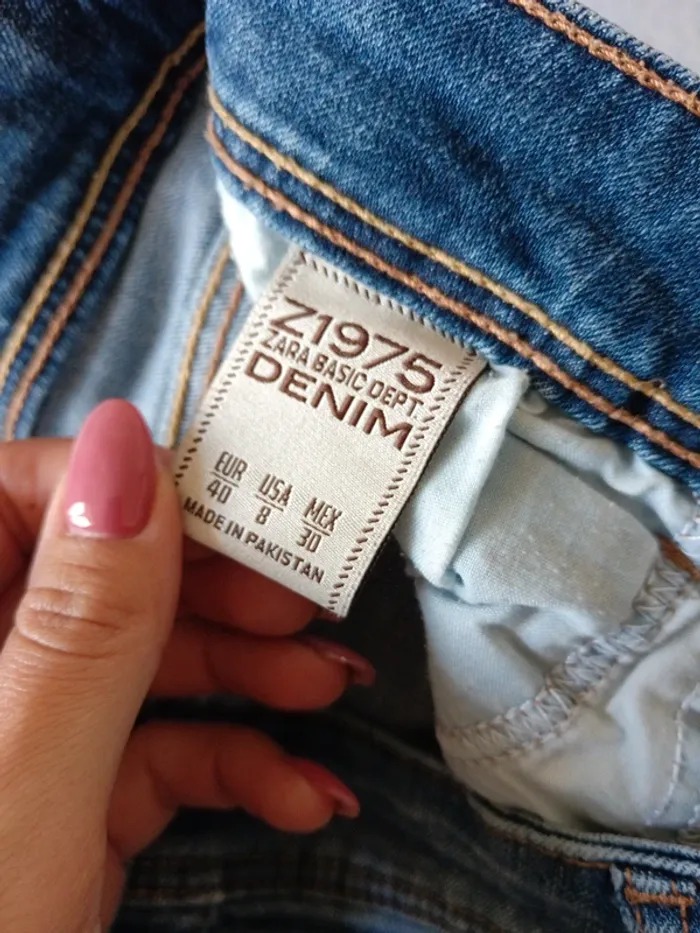 Z1975
ZARA BASIC DEPT
DENIM
EUR USA MEX
40 8 30
MADE IN PAKISTAN